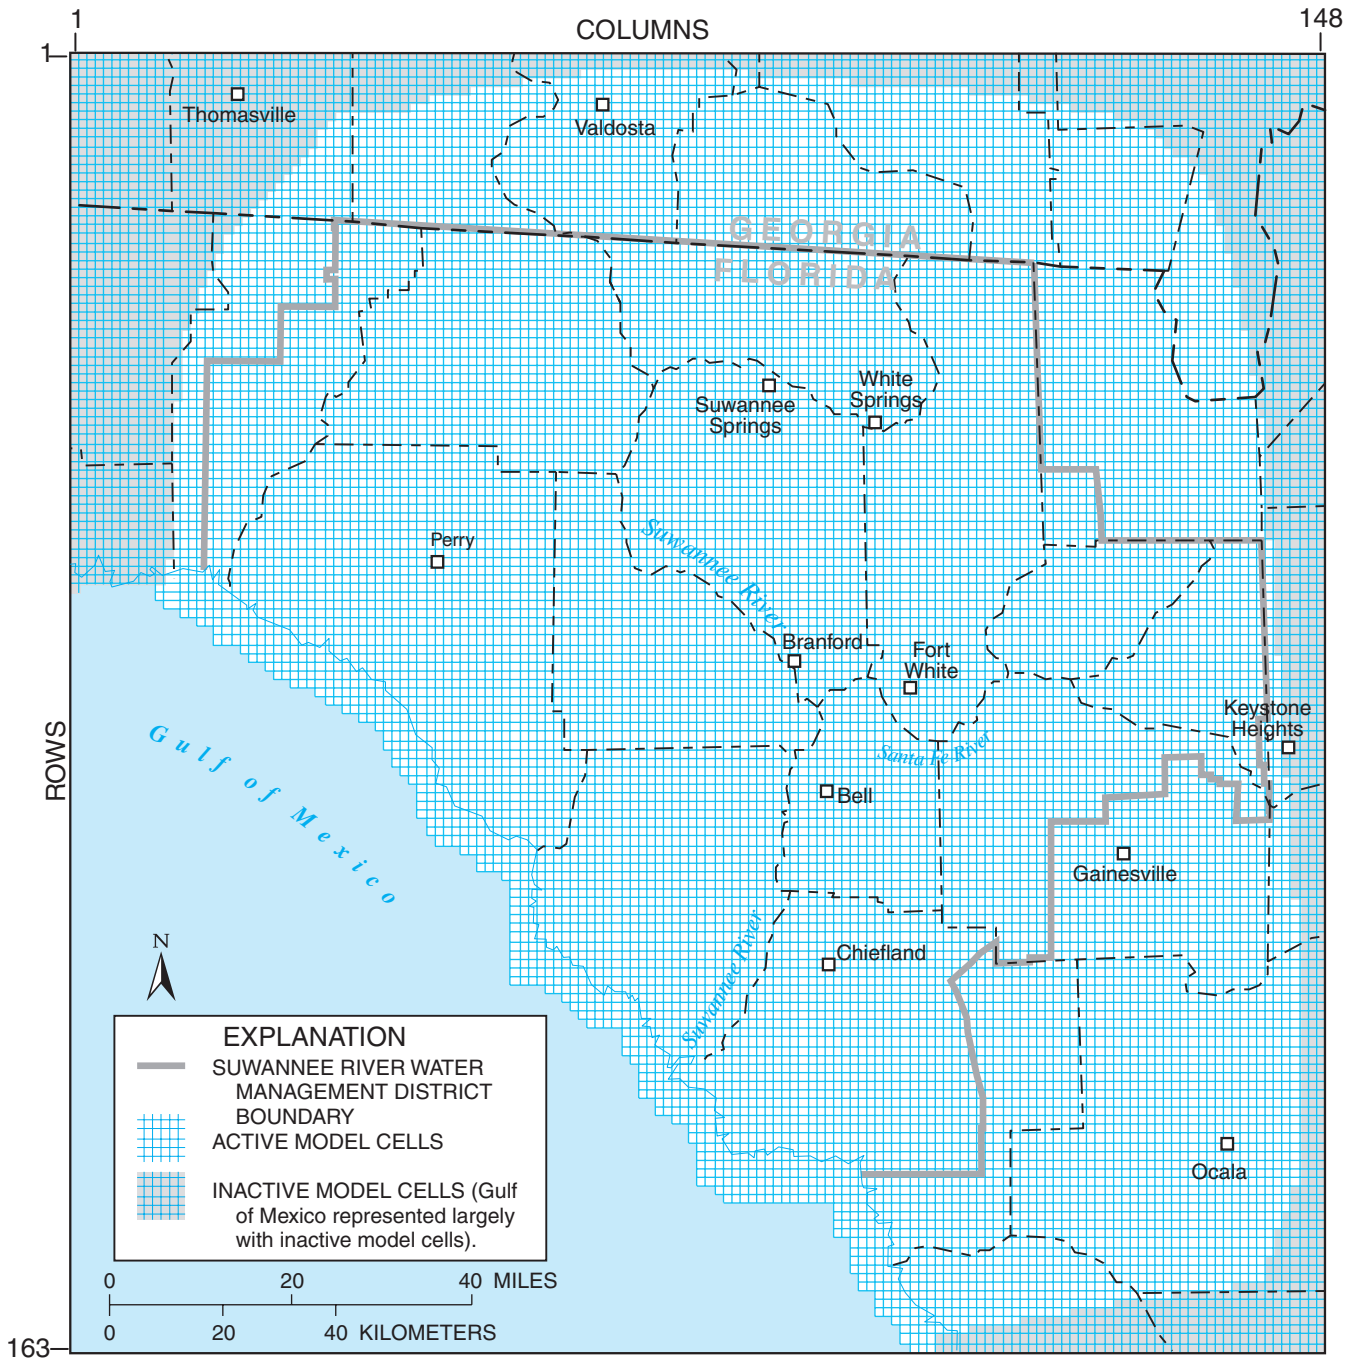 1
148
COLUMNS
1
Thomasville
Valdosta
GEORGIA
FLORIDA
White
Springs
Suwannee
Springs
Perry
Suwannee River
Branford
Fort
White
Keystone
Heights
Santa Fe River
ROWS
Gulf of Mexico
Bell
Gainesville
Chiefland
Suwannee River
N
Ocala
EXPLANATION
SUWANNEE RIVER WATER
MANAGEMENT DISTRICT
BOUNDARY
ACTIVE MODEL CELLS
INACTIVE MODEL CELLS (Gulf
of Mexico represented largely
with inactive model cells).
0 20 40 MILES
0 20 40 KILOMETERS
163